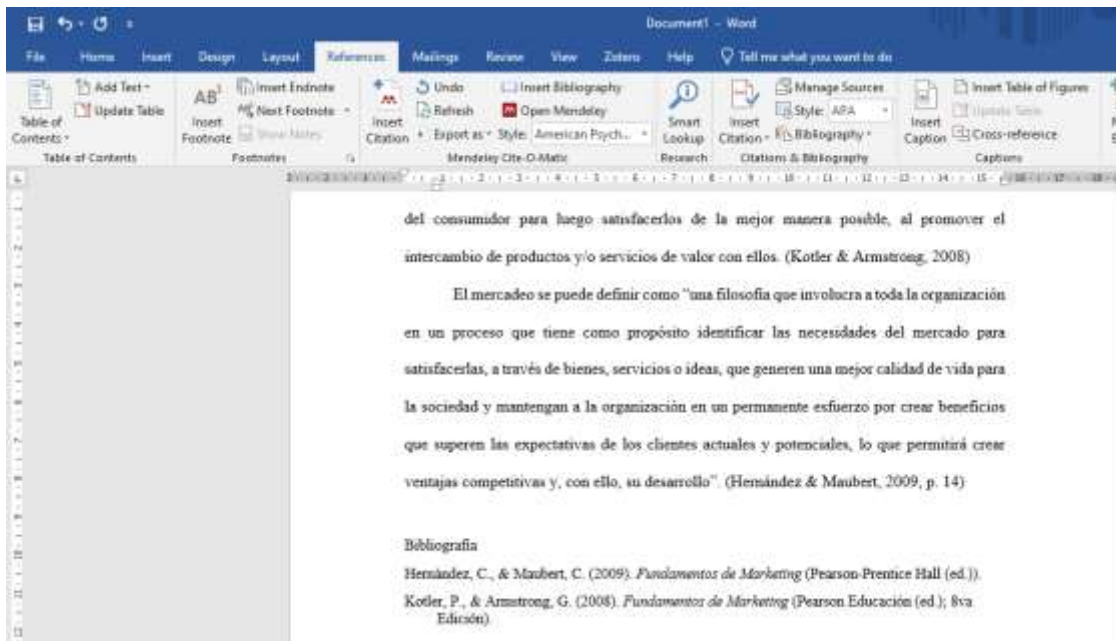 Document1 - Word
File Home Insert Design Layout References Mailings Review View Zotero Help Tell me what you want to do
Add Text Insert Endnote Undo Insert Bibliography Manage Sources Insert Table of Figures
Update Table AB1 Next Footnote Refresh Open Mendeley Style: APA Update Table
Table of Contents Insert Footnote Show Notes Insert Citation Export as Style: American Psych... Smart Lookup Insert Citation Bibliography Insert Caption Cross-reference
Table of Contents Footnotes Mendeley Cite-O-Matic Research Citations & Bibliography Captions
del consumidor para luego satisfacerlos de la mejor manera posible, al promover el
intercambio de productos y/o servicios de valor con ellos. (Kotler & Armstrong, 2008)
El mercadeo se puede definir como “una filosofía que involucra a toda la organización
en un proceso que tiene como propósito identificar las necesidades del mercado para
satisfacerlas, a través de bienes, servicios o ideas, que generen una mejor calidad de vida para
la sociedad y mantengan a la organización en un permanente esfuerzo por crear beneficios
que superen las expectativas de los clientes actuales y potenciales, lo que permitirá crear
ventajas competitivas y, con ello, su desarrollo”. (Hernández & Maubert, 2009, p. 14)
Bibliografía
Hernández, C., & Maubert, C. (2009). Fundamentos de Marketing (Pearson-Prentice Hall (ed.)).
Kotler, P., & Armstrong, G. (2008). Fundamentos de Marketing (Pearson Educación (ed.); 8va
Edición).